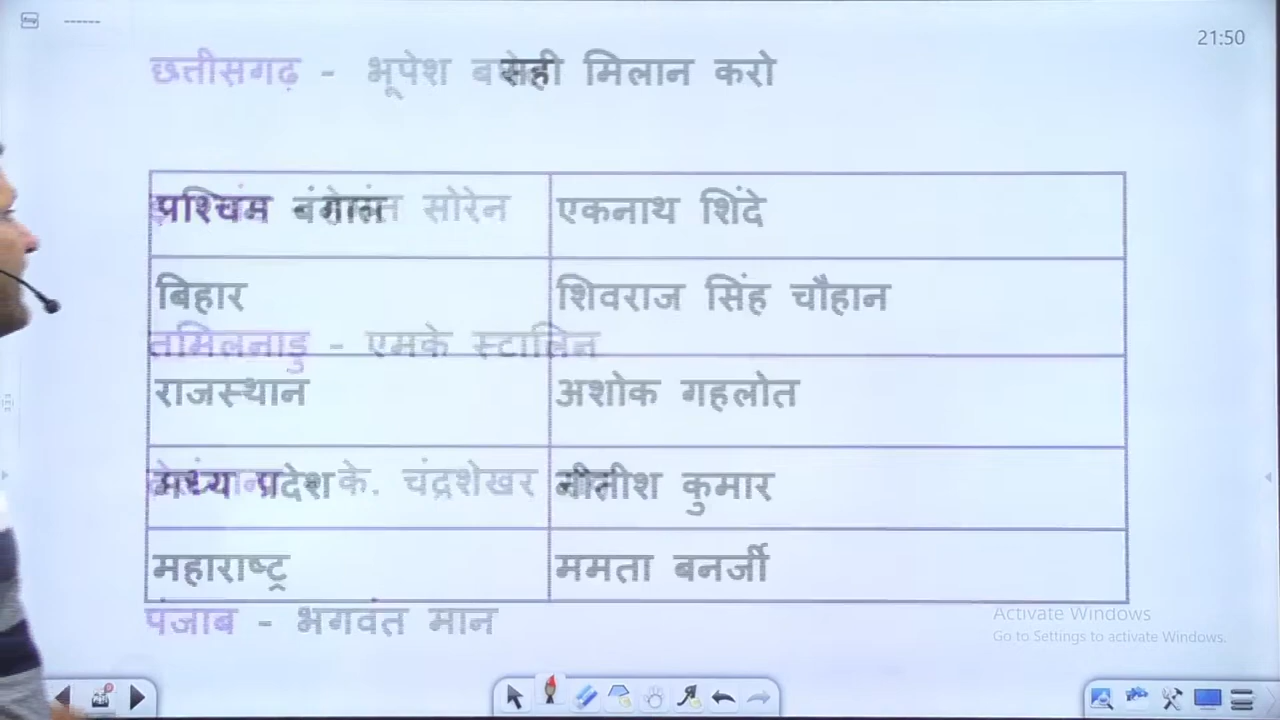 21:50
छत्तीसगढ़ - भूपेश
सही मिलान करो
पश्चिम बंगाल
सोरेन
एकनाथ शिंदे
बिहार
शिवराज सिंह चौहान
तमिलनाडु - एमके स्टालिन
राजस्थान
अशोक गहलोत
मध्य प्रदेश
के. चंद्रशेखर
नीतीश कुमार
महाराष्ट्र
ममता बनर्जी
पंजाब - भगवंत मान
Activate Windows
Go to Settings to activate Windows.